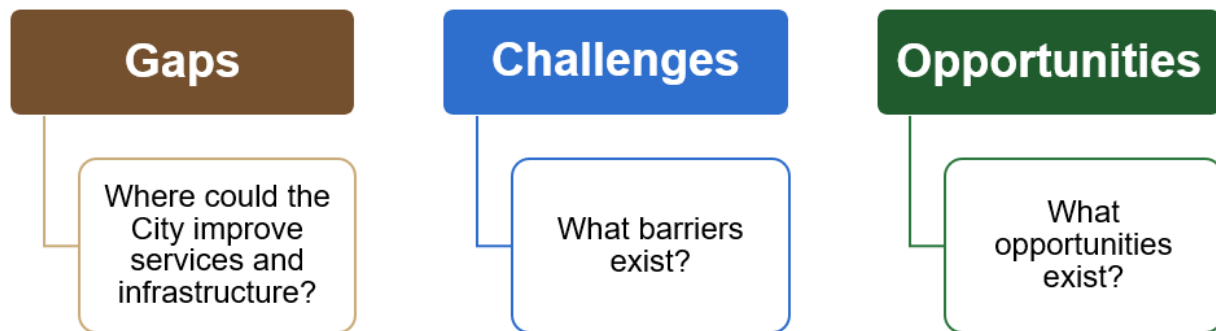 Gaps
Where could the
City improve
services and
infrastructure?
Challenges
What barriers
exist?
Opportunities
What
opportunities
exist?